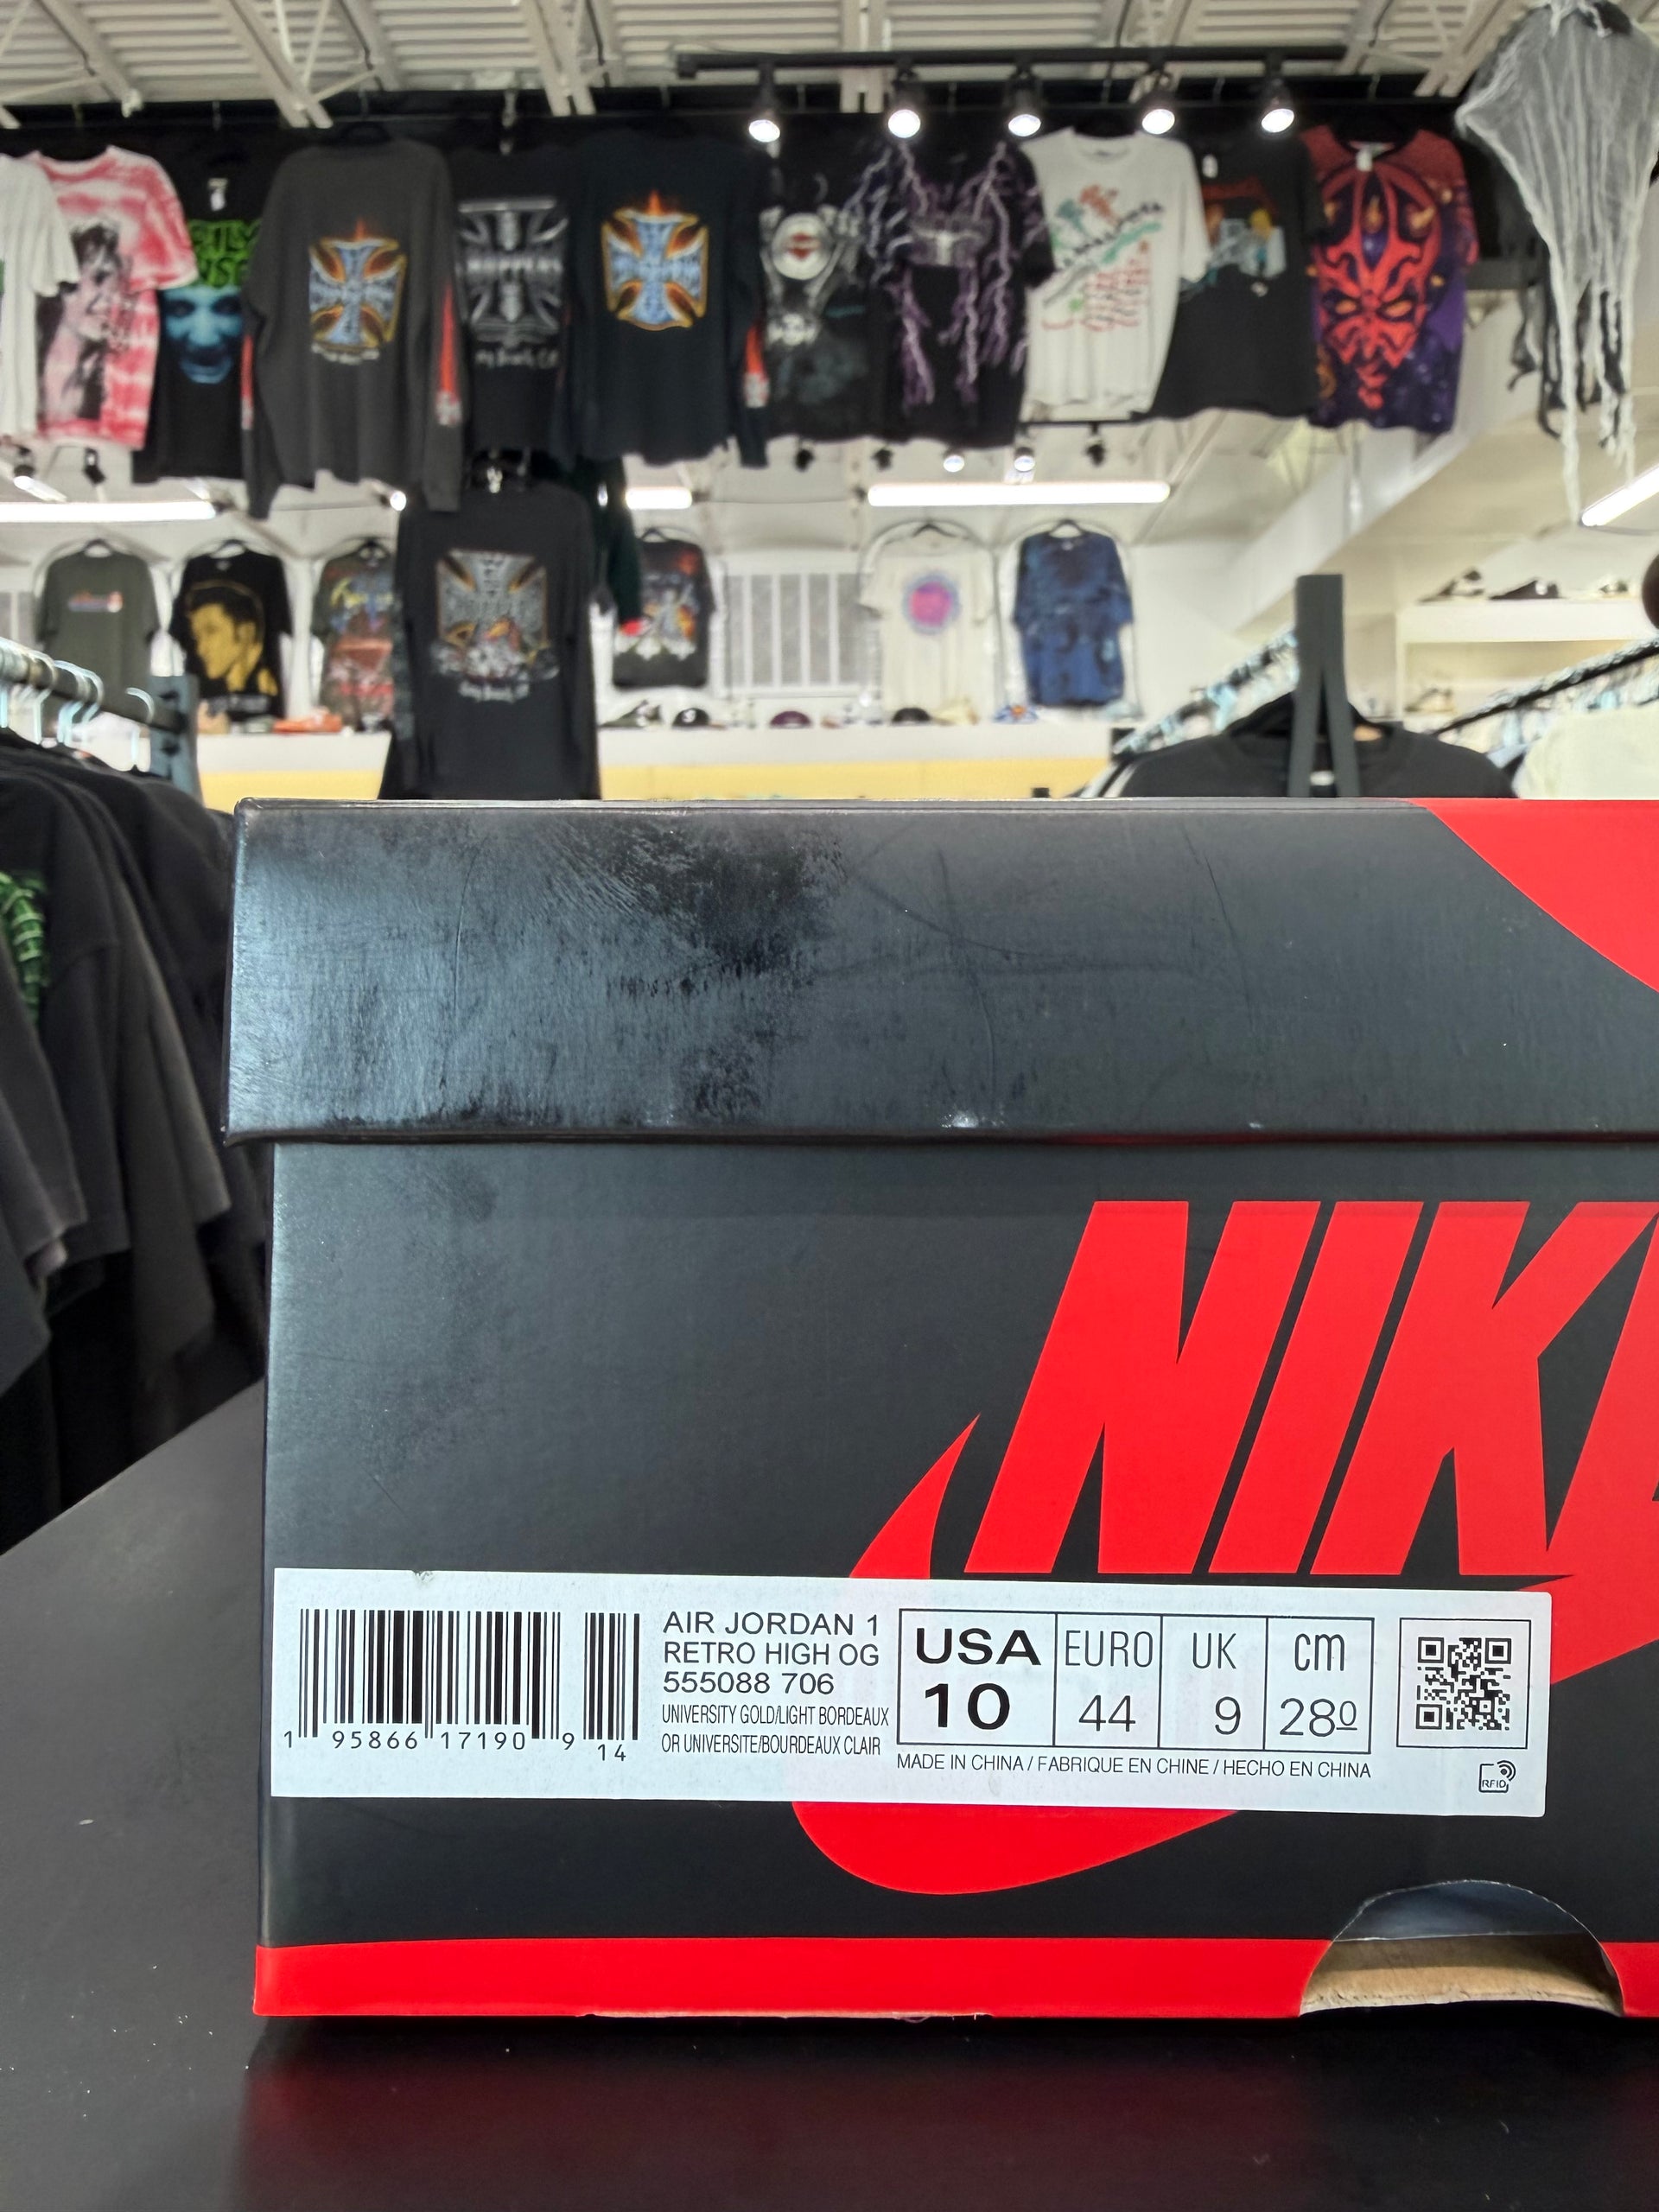 NIK
AIR JORDAN 1
RETRO HIGH OG
555088 706
UNIVERSITY GOLD/LIGHT BORDEAUX
OR UNIVERSITE/BOURDEAUX CLAIR
USA
10
EURO
44
UK
9
cm
280
MADE IN CHINA / FABRIQUE EN CHINE / HECHO EN CHINA
1 95866 17190 9 14
RFID